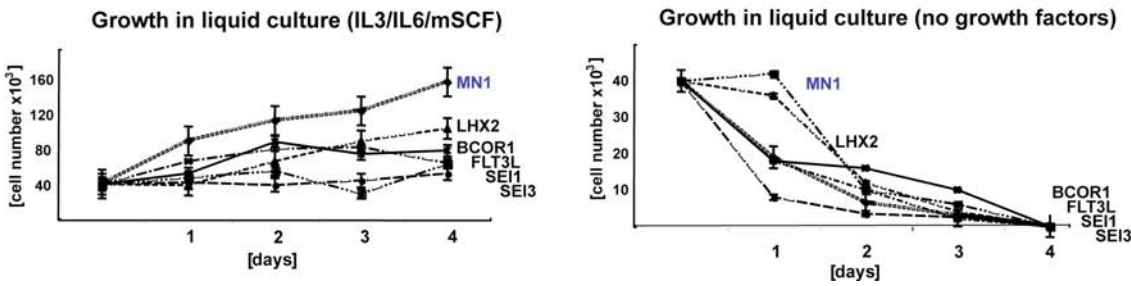 Growth in liquid culture (IL3/IL6/mSCF)
[cell number x10³]
160
120
80
40
MN1
LHX2
BCOR1
FLT3L
SEI1
SEI3
1 2 3 4
[days]
Growth in liquid culture (no growth factors)
[cell number x10³]
40
30
20
10
MN1
LHX2
BCOR1
FLT3L
SEI1
SEI3
1 2 3 4
[days]